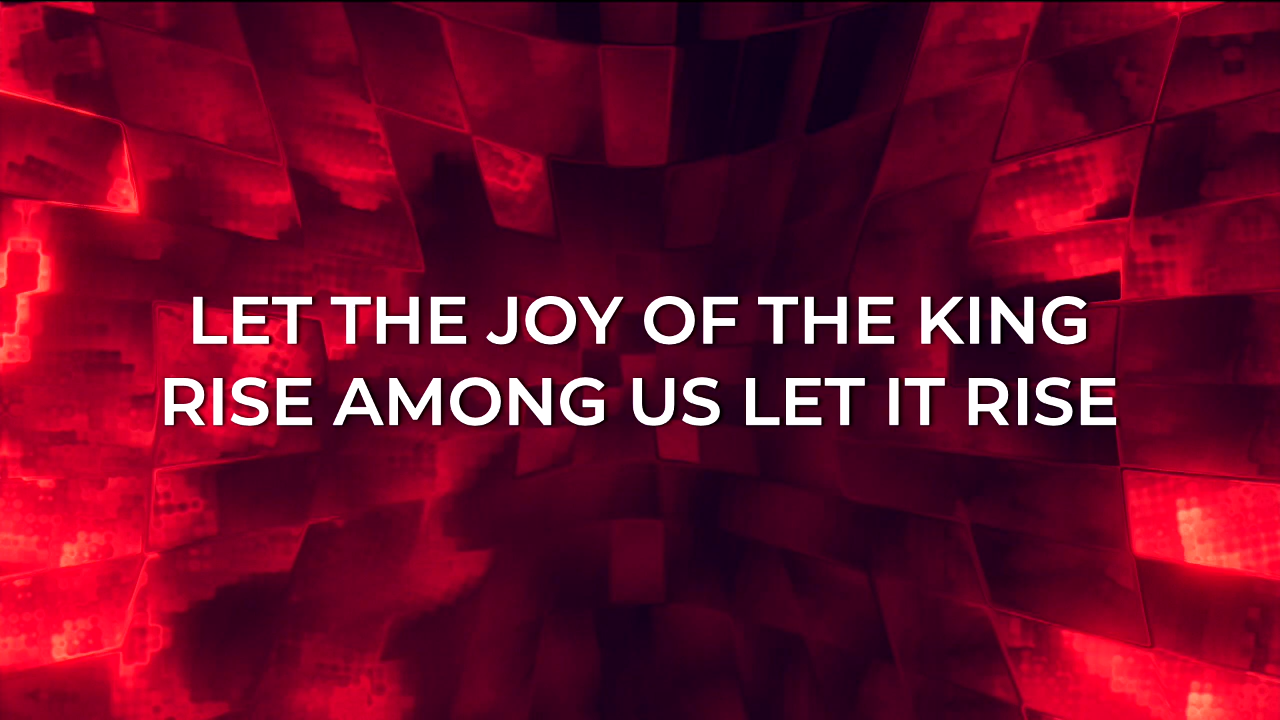 LET THE JOY OF THE KING
RISE AMONG US LET IT RISE